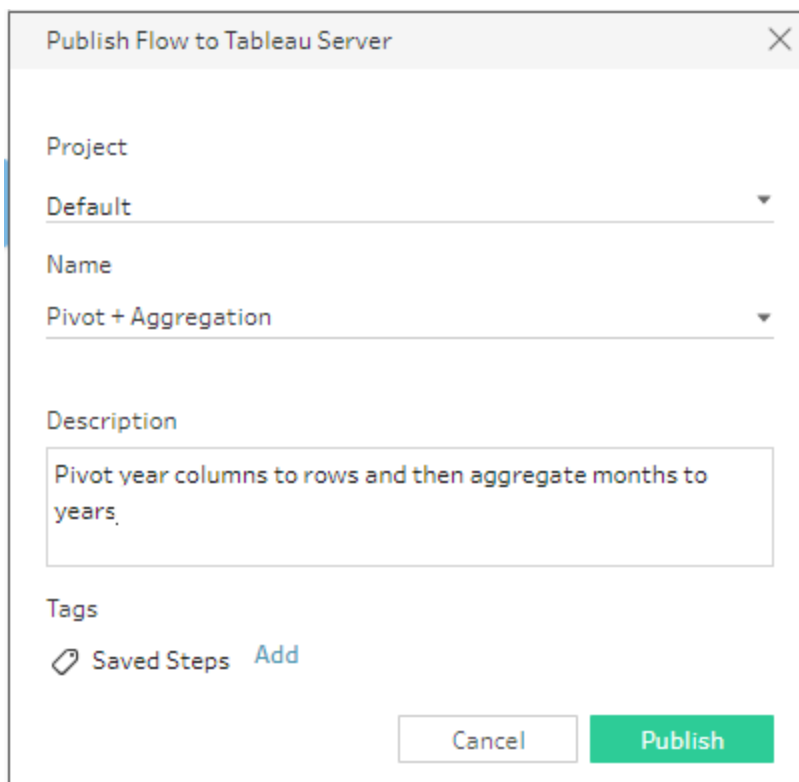 Publish Flow to Tableau Server
Project
Default
Name
Pivot + Aggregation
Description
Pivot year columns to rows and then aggregate months to
years.
Tags
Saved Steps Add
Cancel Publish